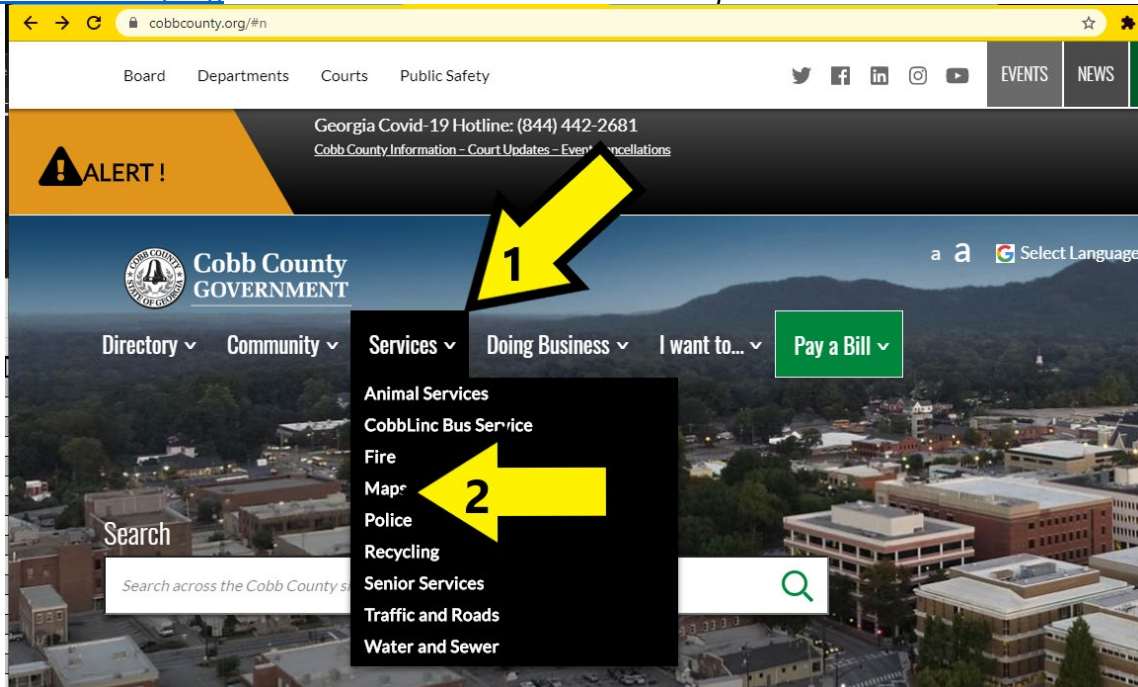 cobbcounty.org/#n
Board Departments Courts Public Safety
EVENTS NEWS
ALERT !
Georgia Covid-19 Hotline: (844) 442-2681
Cobb County Information – Court Updates – Event Cancellations
1
Cobb County
GOVERNMENT
a a Select Language
Directory Community Services Doing Business I want to... Pay a Bill
Animal Services
CobbLinc Bus Service
Fire
Maps
2
Police
Recycling
Senior Services
Traffic and Roads
Water and Sewer
Search
Search across the Cobb County